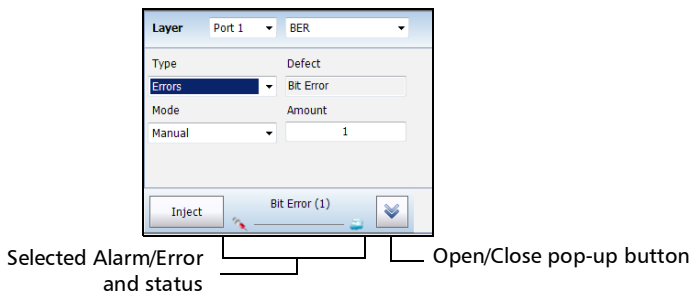 Layer Port 1 BER
Type Defect
Errors Bit Error
Mode Amount
Manual 1
Inject Bit Error (1)
Selected Alarm/Error
and status
Open/Close pop-up button